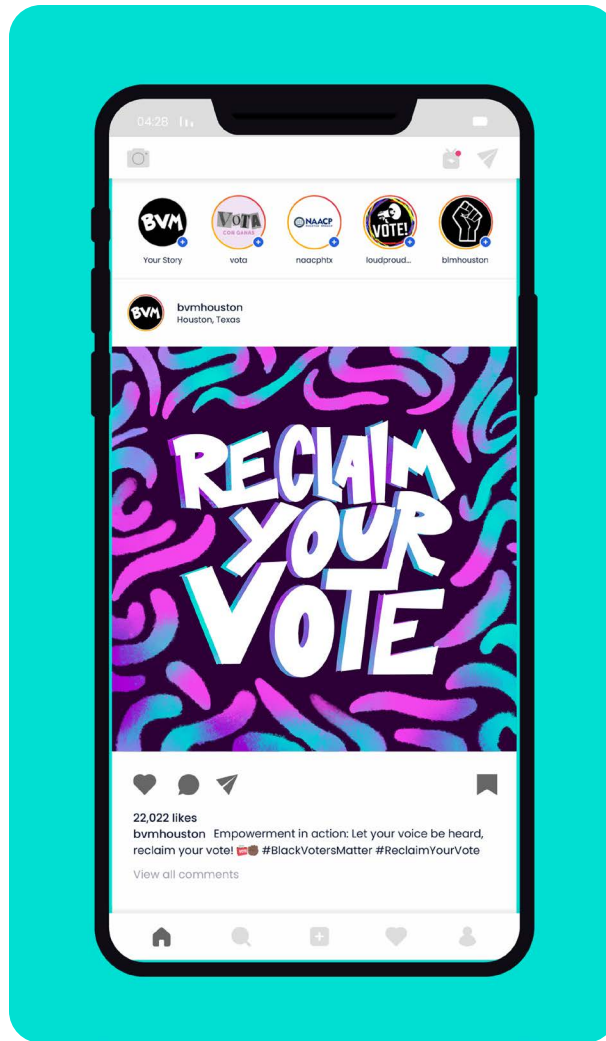 04:28
BVM
VOTA
CON GANAS
NAACP
VOTE!
Your Story
vota
naacphtx
loudproud...
blmhouston
BVM
bvmhouston
Houston, Texas
RECLAIM
YOUR
VOTE
22,022 likes
bvmhouston Empowerment in action: Let your voice be heard,
reclaim your vote! 🗳️✊🏾 #BlackVotersMatter #ReclaimYourVote
View all comments